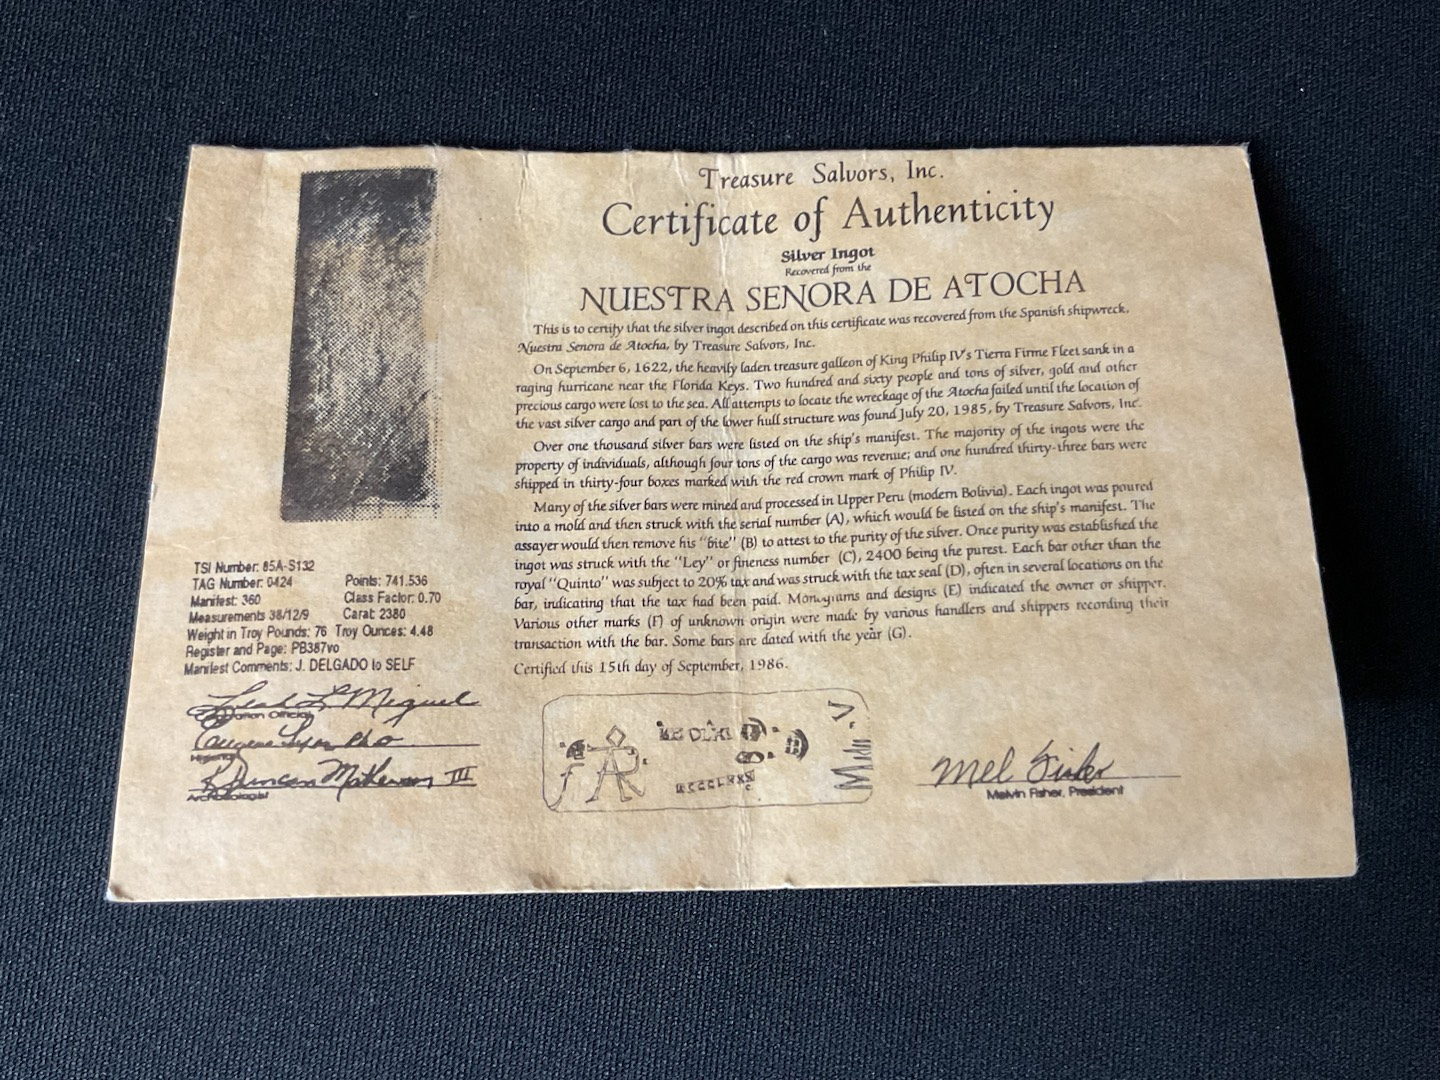 Treasure Salvors, Inc.
Certificate of Authenticity
Silver Ingot
Recovered from the
NUESTRA SENORA DE ATOCHA
This is to certify that the silver ingot described on this certificate was recovered from the Spanish shipwreck,
Nuestra Senora de Atocha, by Treasure Salvors, Inc.
On September 6, 1622, the heavily laden treasure galleon of King Philip IV's Tierra Firme Fleet sank in a
raging hurricane near the Florida Keys. Two hundred and sixty people and tons of silver, gold and other
precious cargo were lost to the sea. All attempts to locate the wreckage of the Atocha failed until the location of
the vast silver cargo and part of the lower hull structure was found July 20, 1985, by Treasure Salvors, Inc.
Over one thousand silver bars were listed on the ship's manifest. The majority of the ingots were the
property of individuals, although four tons of the cargo was revenue; and one hundred thirty-three bars were
shipped in thirty-four boxes marked with the red crown mark of Philip IV.
Many of the silver bars were mined and processed in Upper Peru (modern Bolivia). Each ingot was poured
into a mold and then struck with the serial number (A), which would be listed on the ship's manifest. The
assayer would then remove his "bite" (B) to attest to the purity of the silver. Once purity was established the
ingot was struck with the "Ley" or fineness number (C), 2400 being the purest. Each bar other than the
royal "Quinto" was subject to 20% tax and was struck with the tax seal (D), often in several locations on the
bar, indicating that the tax had been paid. Monograms and designs (E) indicated the owner or shipper.
Various other marks (F) of unknown origin were made by various handlers and shippers recording their
transaction with the bar. Some bars are dated with the year (G).
Certified this 15th day of September, 1986.
TSI Number: 85A-S132
TAG Number: 0424 Points: 741.536
Manifest: 360 Class Factor: 0.70
Measurements 38/12/9 Carat: 2380
Weight in Troy Pounds: 76 Troy Ounces: 4.48
Register and Page: PB387vo
Manifest Comments: J. DELGADO to SELF
Leah L Miguel
Official
Eugene Lyon PhD
R Duncan Mathewson III
Archaeologist
Mel Fisher
Melvin Fisher, President